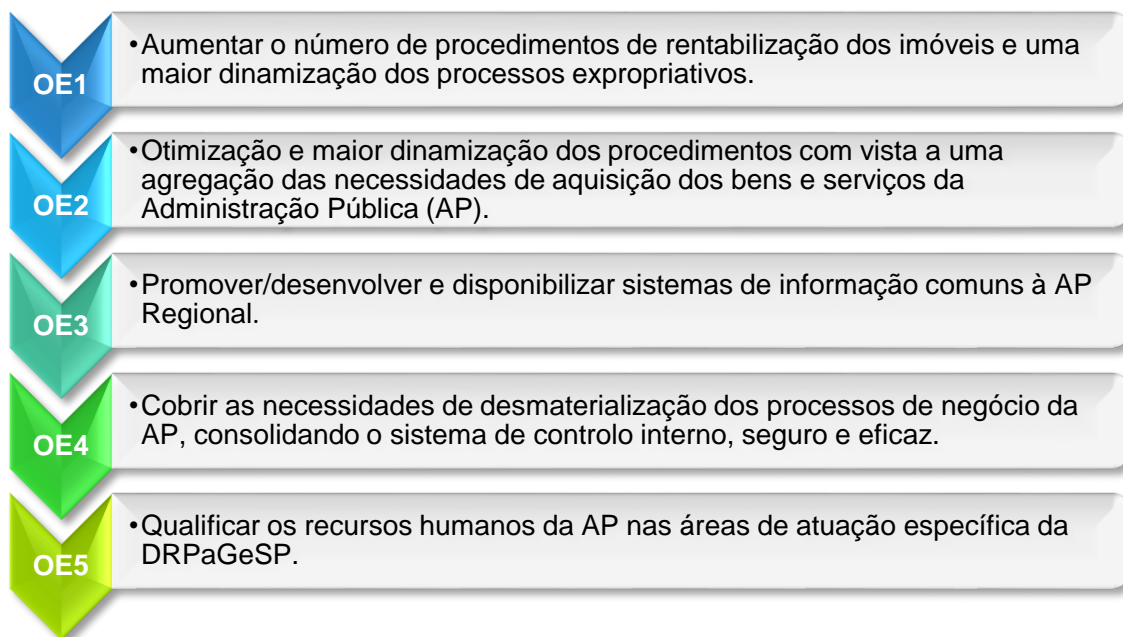 OE1
•Aumentar o número de procedimentos de rentabilização dos imóveis e uma
maior dinamização dos processos expropriativos.
OE2
•Otimização e maior dinamização dos procedimentos com vista a uma
agregação das necessidades de aquisição dos bens e serviços da
Administração Pública (AP).
OE3
•Promover/desenvolver e disponibilizar sistemas de informação comuns à AP
Regional.
OE4
•Cobrir as necessidades de desmaterialização dos processos de negócio da
AP, consolidando o sistema de controlo interno, seguro e eficaz.
OE5
•Qualificar os recursos humanos da AP nas áreas de atuação específica da
DRPaGeSP.